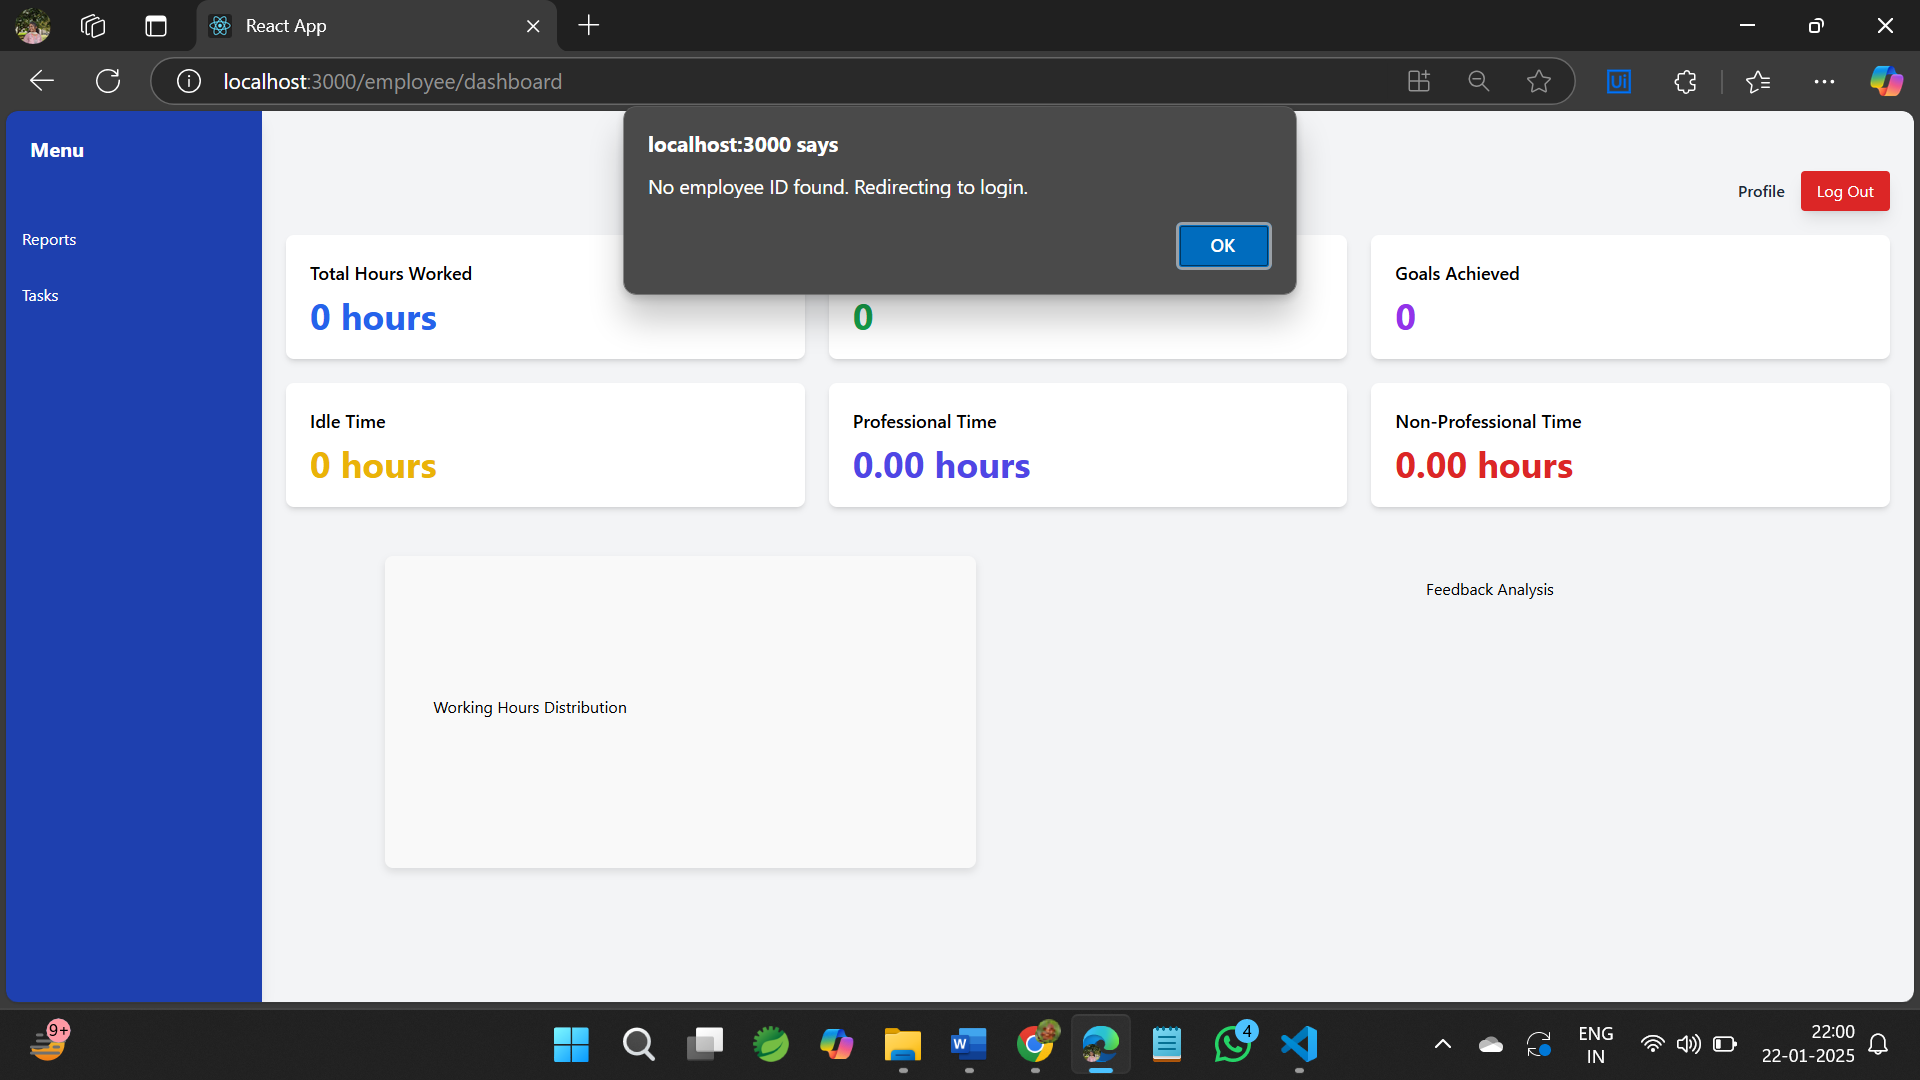 React App
localhost:3000/employee/dashboard
Ui
localhost:3000 says
No employee ID found. Redirecting to login.
OK
Menu
Reports
Tasks
Profile
Log Out
Total Hours Worked
0 hours
0
Goals Achieved
0
Idle Time
0 hours
Professional Time
0.00 hours
Non-Professional Time
0.00 hours
Working Hours Distribution
Feedback Analysis
9+
W
4
ENG
IN
22:00
22-01-2025